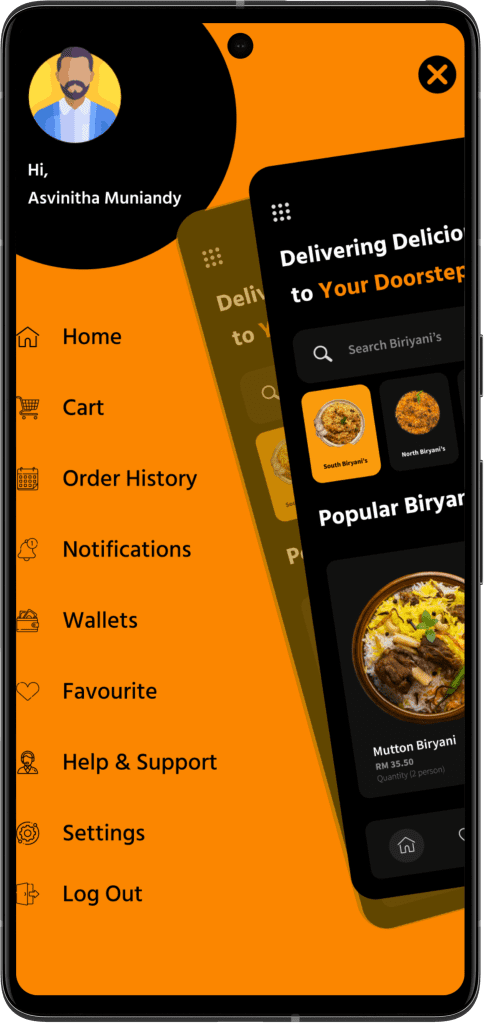 Hi,
Asvinitha Muniandy
Home
Cart
Order History
Notifications
Wallets
Favourite
Help & Support
Settings
Log Out
Delivering Delicio
to Your Doorstep
Search Biriyani's
South Biryani's
North Biryani's
Popular Biryar
Mutton Biryani
RM 35.50
Quantity (2 person)
Deliv
to Y
Po
1